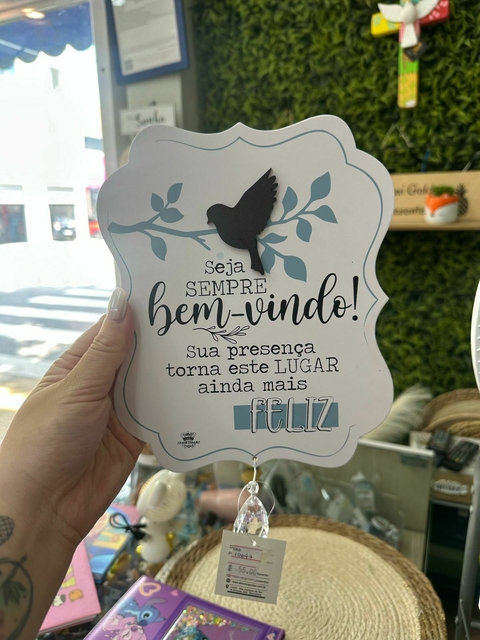 Seja
SEMPRE
bem-vindo!
Sua presença
torna este LUGAR
ainda mais
FELIZ